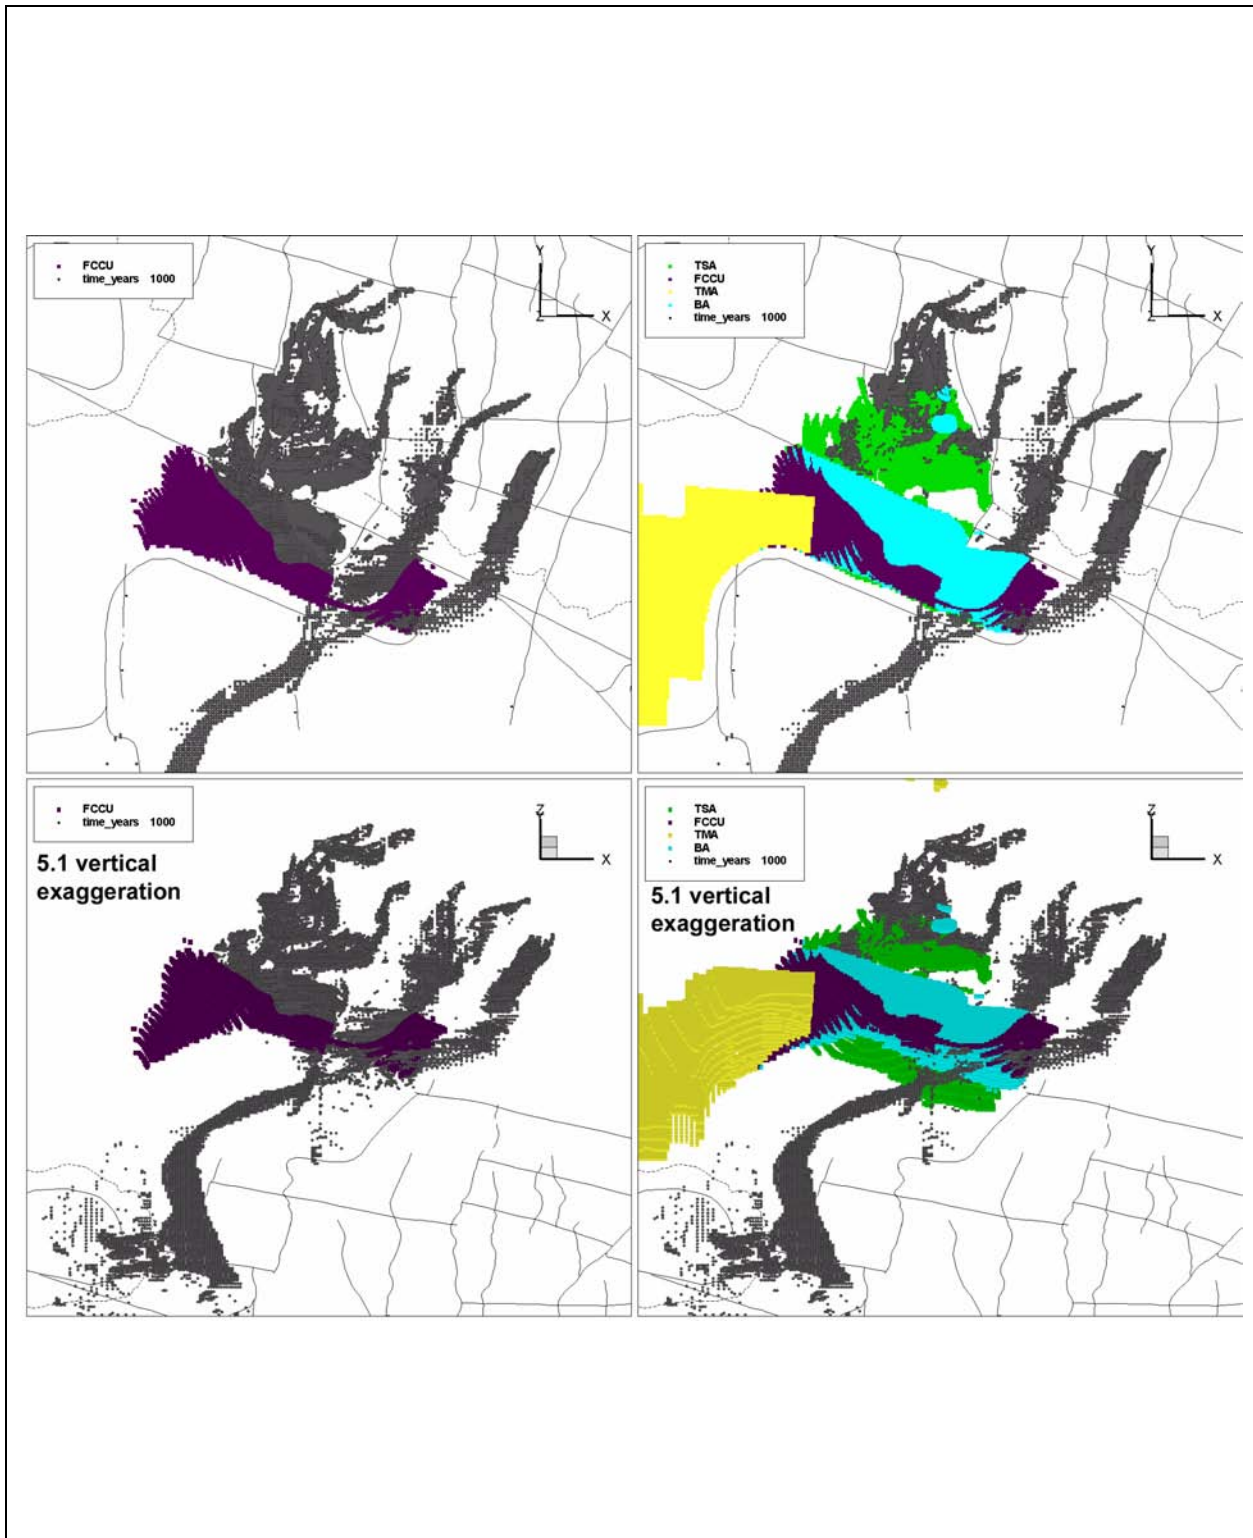 FCCU
time_years 1000
Y
Z
X
TSA
FCCU
TMA
BA
time_years 1000
Y
Z
X
FCCU
time_years 1000
5.1 vertical
exaggeration
Z
X
TSA
FCCU
TMA
BA
time_years 1000
5.1 vertical
exaggeration
Z
X